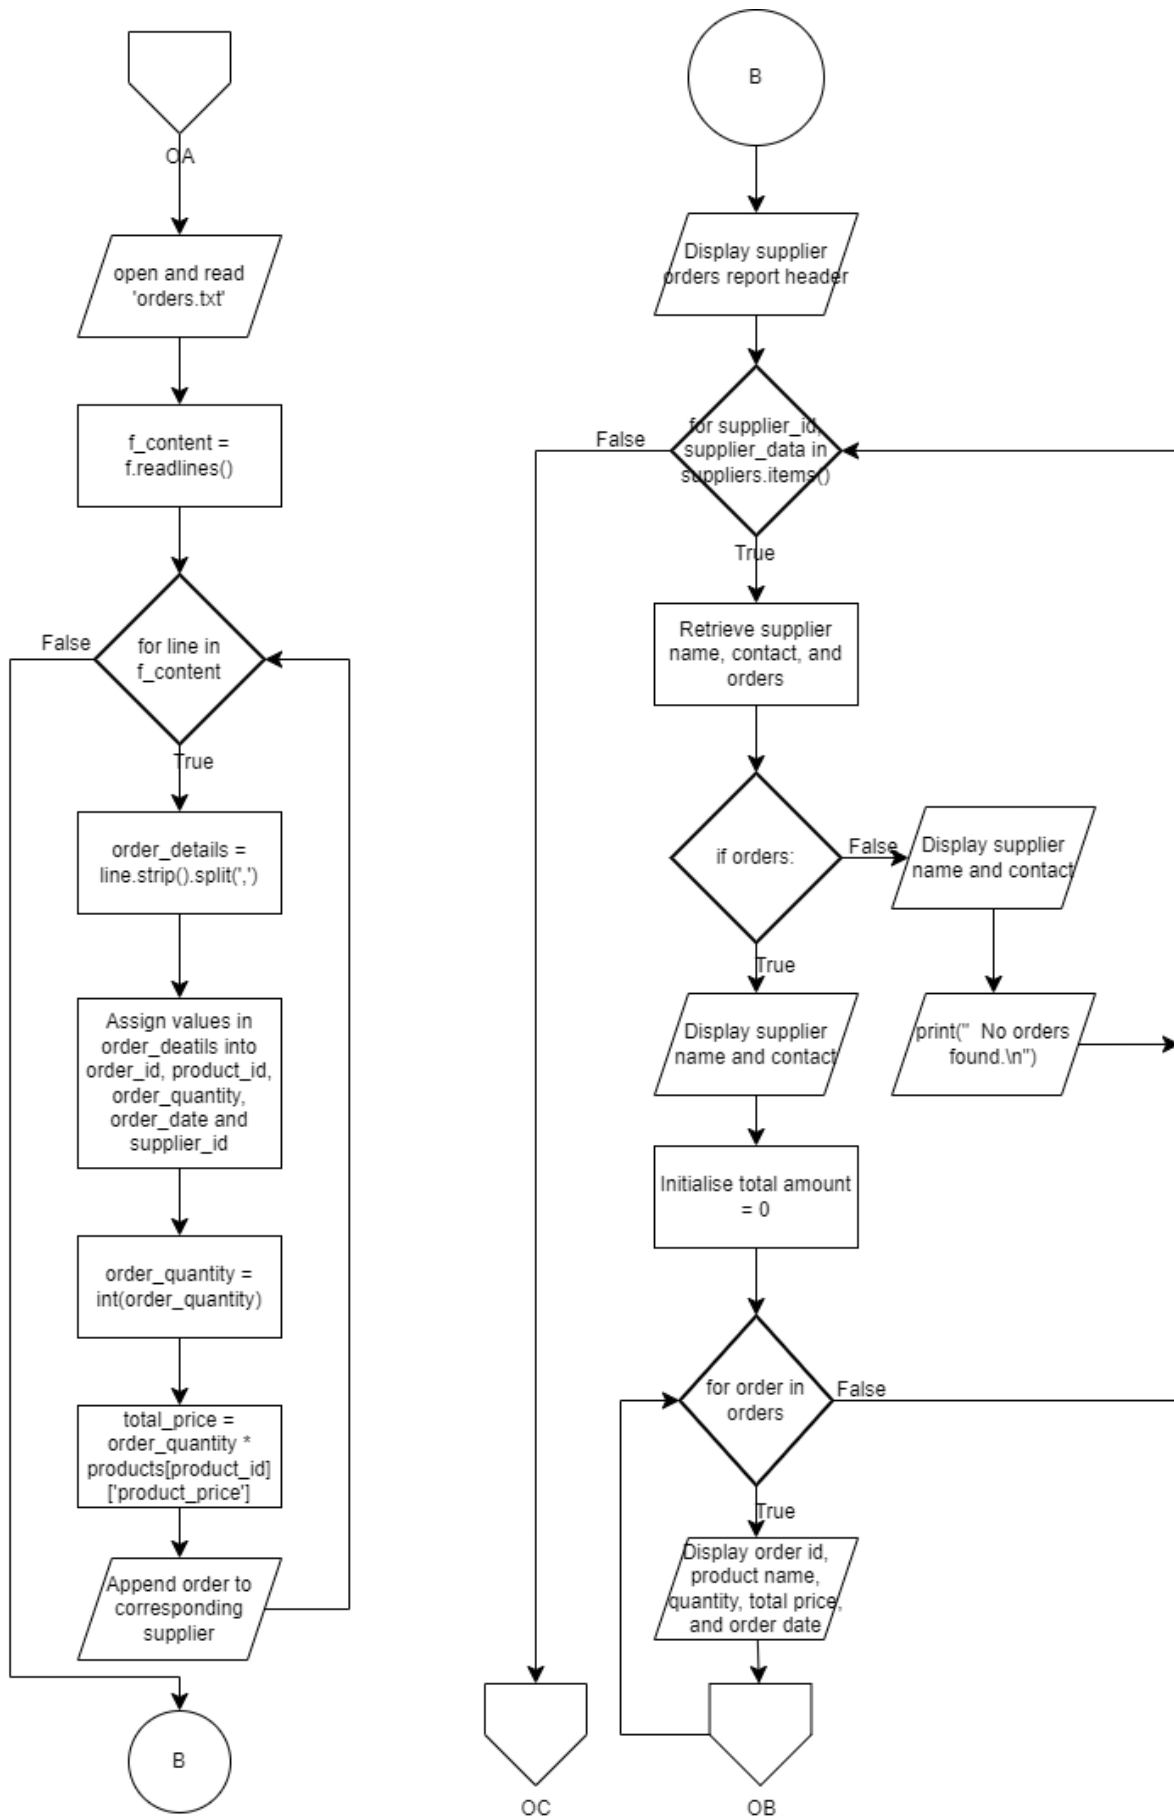 OA
open and read
'orders.txt'
f_content =
f.readlines()
for line in
f_content
False
True
order_details =
line.strip().split(',')
Assign values in
order_deatils into
order_id, product_id,
order_quantity,
order_date and
supplier_id
order_quantity =
int(order_quantity)
total_price =
order_quantity *
products[product_id]
['product_price']
Append order to
corresponding
supplier
B
B
Display supplier
orders report header
for supplier_id,
supplier_data in
suppliers.items()
False
True
Retrieve supplier
name, contact, and
orders
if orders:
False
Display supplier
name and contact
print("  No orders
found.\n")
True
Display supplier
name and contact
Initialise total amount
= 0
for order in
orders
False
True
Display order id,
product name,
quantity, total price,
and order date
OC
OB